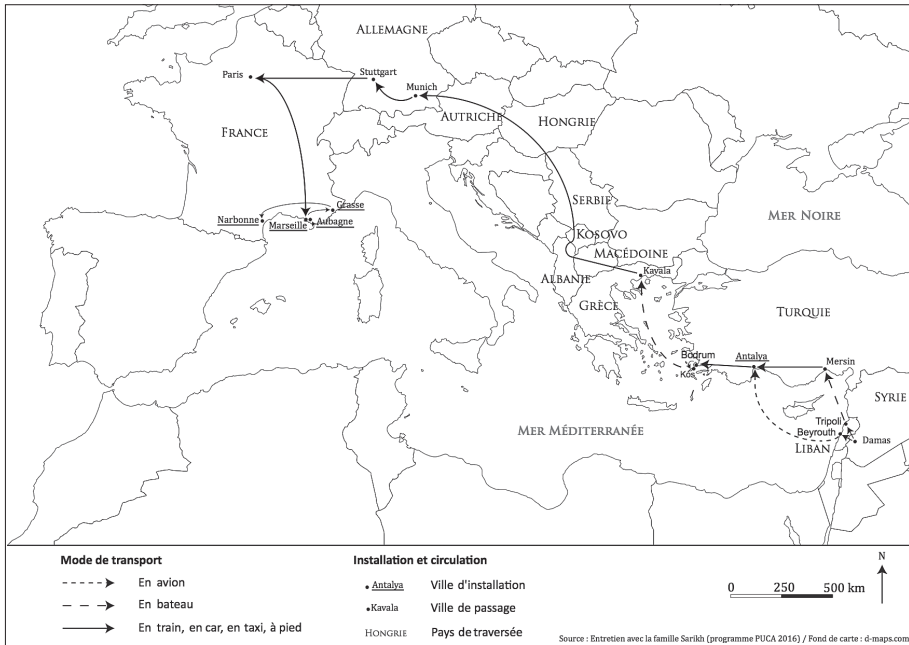 ALLEMAGNE
Paris
Stuttgart
Munich
AUTRICHE
HONGRIE
FRANCE
SERBIE
MER NOIRE
Grasse
Narbonne
Marseille
Aubagne
KOSOVO
MACÉDOINE
ALBANIE
Kavala
GRÈCE
TURQUIE
Bodrum
Kos
Antalya
Mersin
SYRIE
Tripoli
Beyrouth
Damas
LIBAN
MER MÉDITERRANÉE
Mode de transport
En avion
En bateau
En train, en car, en taxi, à pied
Installation et circulation
Antalya Ville d'installation
Kavala Ville de passage
HONGRIE Pays de traversée
0 250 500 km
N
Source : Entretien avec la famille Sarikh (programme PUCA 2016) / Fond de carte : d-maps.com